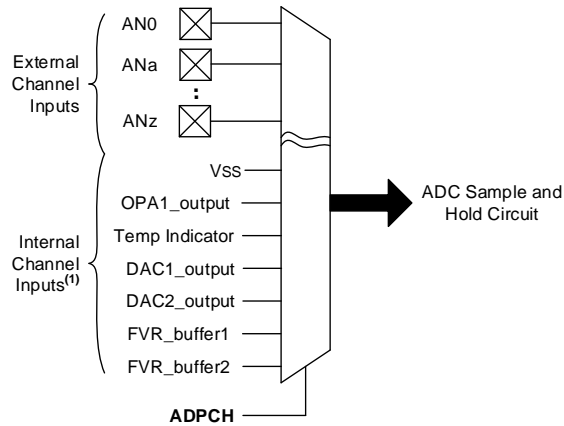 AN0
External
Channel
Inputs
ANa
:
ANz
VSS
OPA1_output
ADC Sample and
Hold Circuit
Temp Indicator
Internal
Channel
Inputs(1)
DAC1_output
DAC2_output
FVR_buffer1
FVR_buffer2
ADPCH